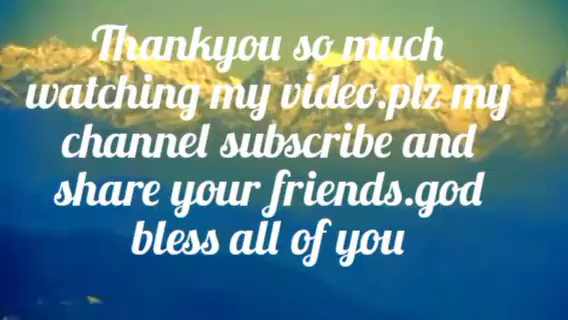 Thankyou so much
watching my video.plz my
channel subscribe and
share your friends.god
bless all of you